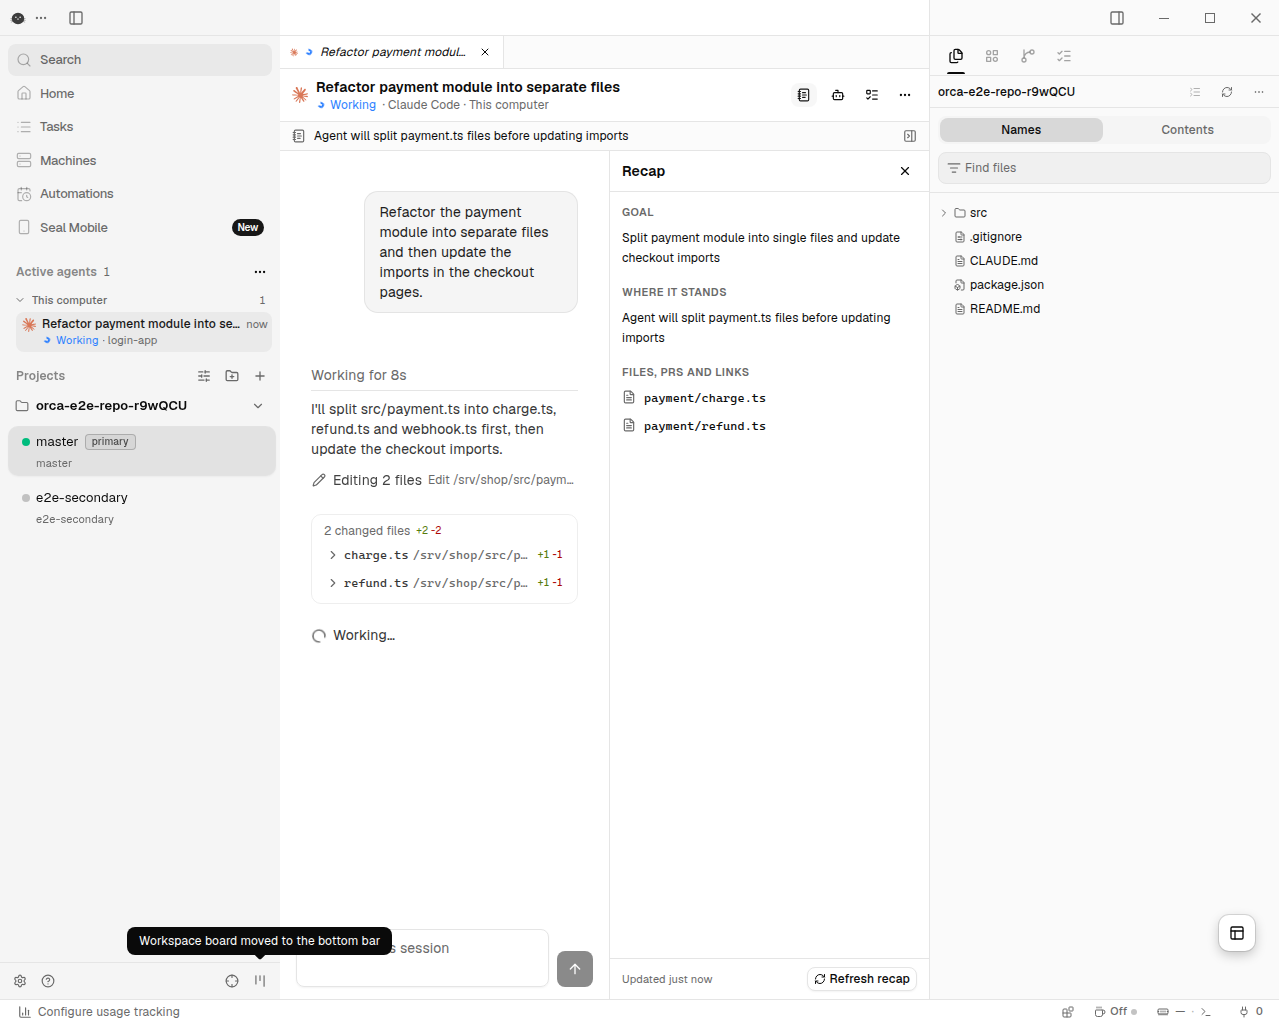 Search
Home
Tasks
Machines
Automations
Seal Mobile
New
Active agents 1
This computer 1
Refactor payment module into se... now
Working · login-app
Projects
orca-e2e-repo-r9wQCU
master primary
master
e2e-secondary
e2e-secondary
Workspace board moved to the bottom bar
Refactor payment modul...
Refactor payment module into separate files
Working · Claude Code · This computer
Agent will split payment.ts files before updating imports
Refactor the payment
module into separate files
and then update the
imports in the checkout
pages.
Working for 8s
I'll split src/payment.ts into charge.ts,
refund.ts and webhook.ts first, then
update the checkout imports.
Editing 2 files Edit /srv/shop/src/paym...
2 changed files +2 -2
charge.ts /srv/shop/src/p... +1 -1
refund.ts /srv/shop/src/p... +1 -1
Working...
s session
Recap
GOAL
Split payment module into single files and update
checkout imports
WHERE IT STANDS
Agent will split payment.ts files before updating
imports
FILES, PRS AND LINKS
payment/charge.ts
payment/refund.ts
Updated just now
Refresh recap
orca-e2e-repo-r9wQCU
Names
Contents
Find files
src
.gitignore
CLAUDE.md
package.json
README.md
Configure usage tracking
Off
— ·
0